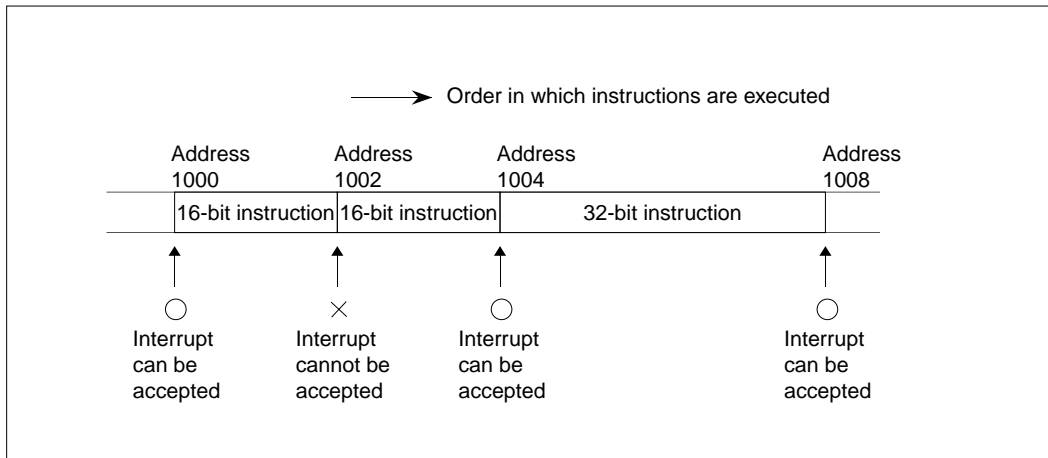 Order in which instructions are executed
Address
1000
Address
1002
Address
1004
Address
1008
16-bit instruction
16-bit instruction
32-bit instruction
Interrupt
can be
accepted
Interrupt
cannot be
accepted
Interrupt
can be
accepted
Interrupt
can be
accepted